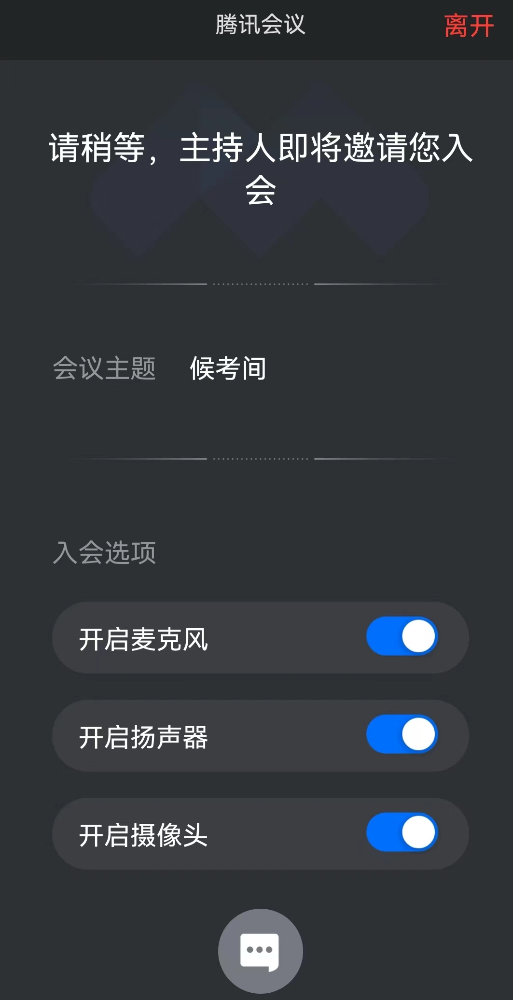 腾讯会议
离开
请稍等，主持人即将邀请您入
会
会议主题 候考间
入会选项
开启麦克风
开启扬声器
开启摄像头